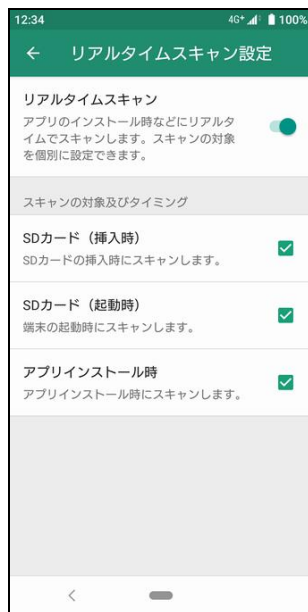 12:34 4G+ 100%
← リアルタイムスキャン設定
リアルタイムスキャン
アプリのインストール時などにリアルタ
イムでスキャンします。スキャンの対象
を個別に設定できます。
スキャンの対象及びタイミング
SDカード（挿入時）
SDカードの挿入時にスキャンします。
SDカード（起動時）
端末の起動時にスキャンします。
アプリインストール時
アプリインストール時にスキャンします。